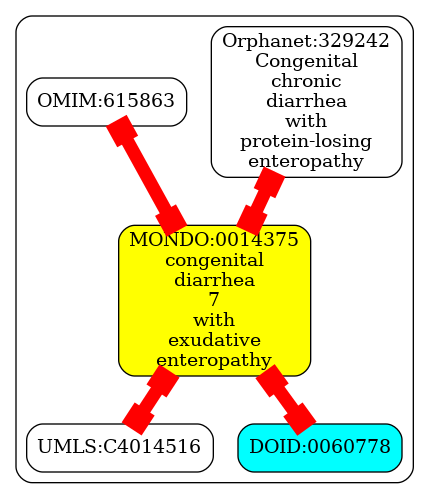 Orphanet:329242
Congenital
chronic
diarrhea
with
protein-losing
enteropathy
OMIM:615863
MONDO:0014375
congenital
diarrhea
7
with
exudative
enteropathy
UMLS:C4014516
DOID:0060778